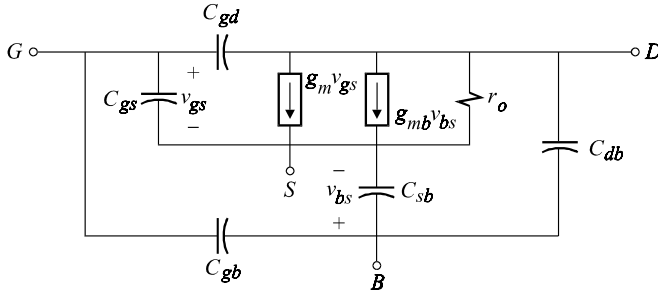 C_gd
G
D
+
g_m v_gs
C_gs
v_gs
r_o
g_mb v_bs
−
C_db
S
−
v_bs
C_sb
+
C_gb
B